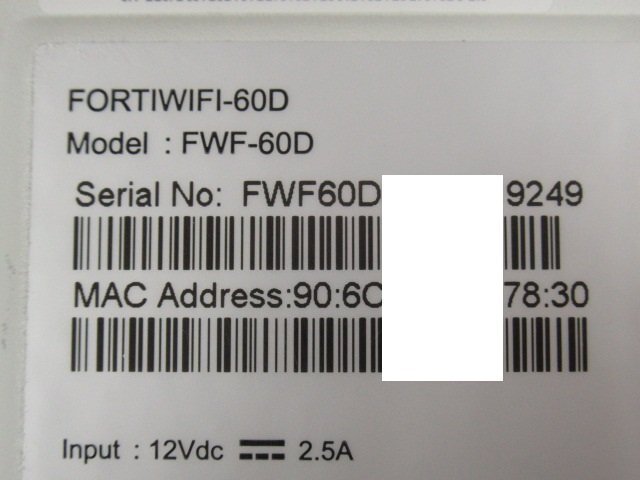 FORTIWIFI-60D
Model : FWF-60D
Serial No: FWF60D 9249
MAC Address:90:6C 78:30
Input : 12Vdc 2.5A